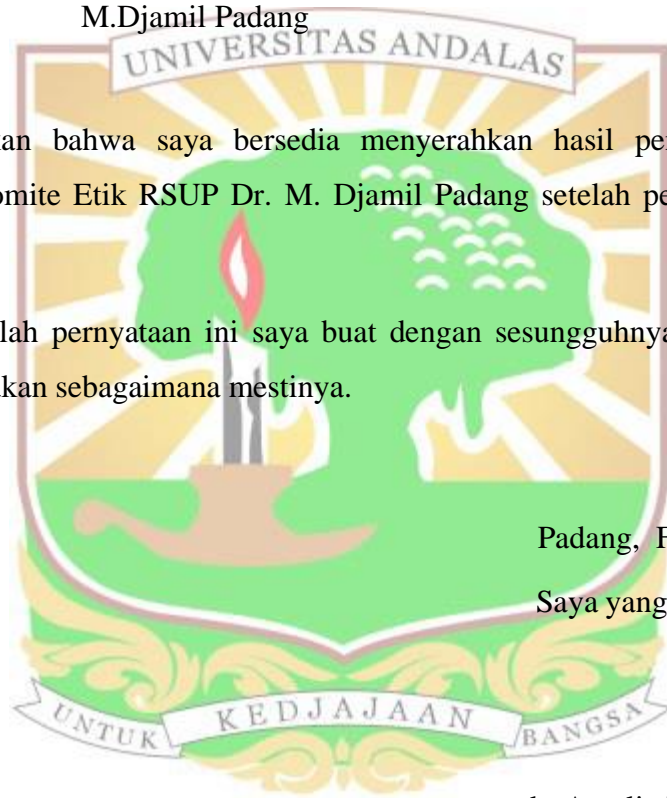 M.Djamil Padang
UNIVERSITAS ANDALAS
kan bahwa saya bersedia menyerahkan hasil pe
omite Etik RSUP Dr. M. Djamil Padang setelah pe
lah pernyataan ini saya buat dengan sesungguhnya
akan sebagaimana mestinya.
Padang, F
Saya yang
UNTUK KEDJAJAAN BANGSA